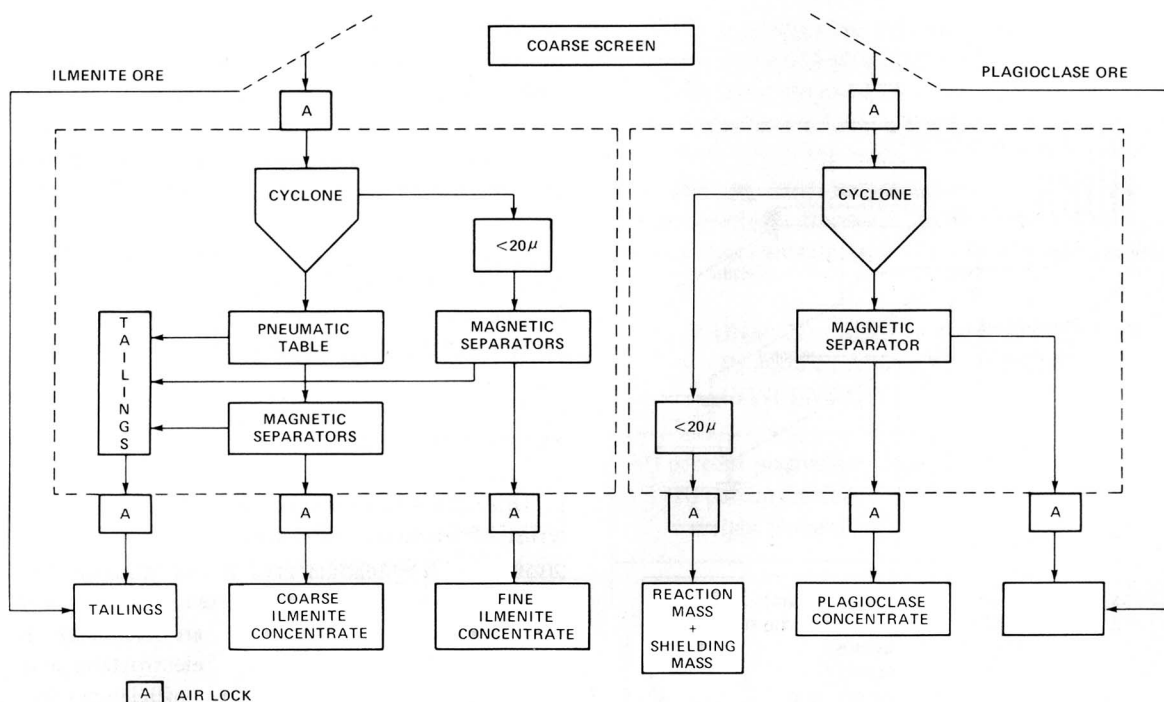 COARSE SCREEN
ILMENITE ORE
PLAGIOCLASE ORE
A
A
CYCLONE
CYCLONE
<20μ
TAILINGS
PNEUMATIC
TABLE
MAGNETIC
SEPARATORS
MAGNETIC
SEPARATOR
MAGNETIC
SEPARATORS
<20μ
A
A
A
A
A
A
TAILINGS
COARSE
ILMENITE
CONCENTRATE
FINE
ILMENITE
CONCENTRATE
REACTION
MASS
+
SHIELDING
MASS
PLAGIOCLASE
CONCENTRATE
A AIR LOCK